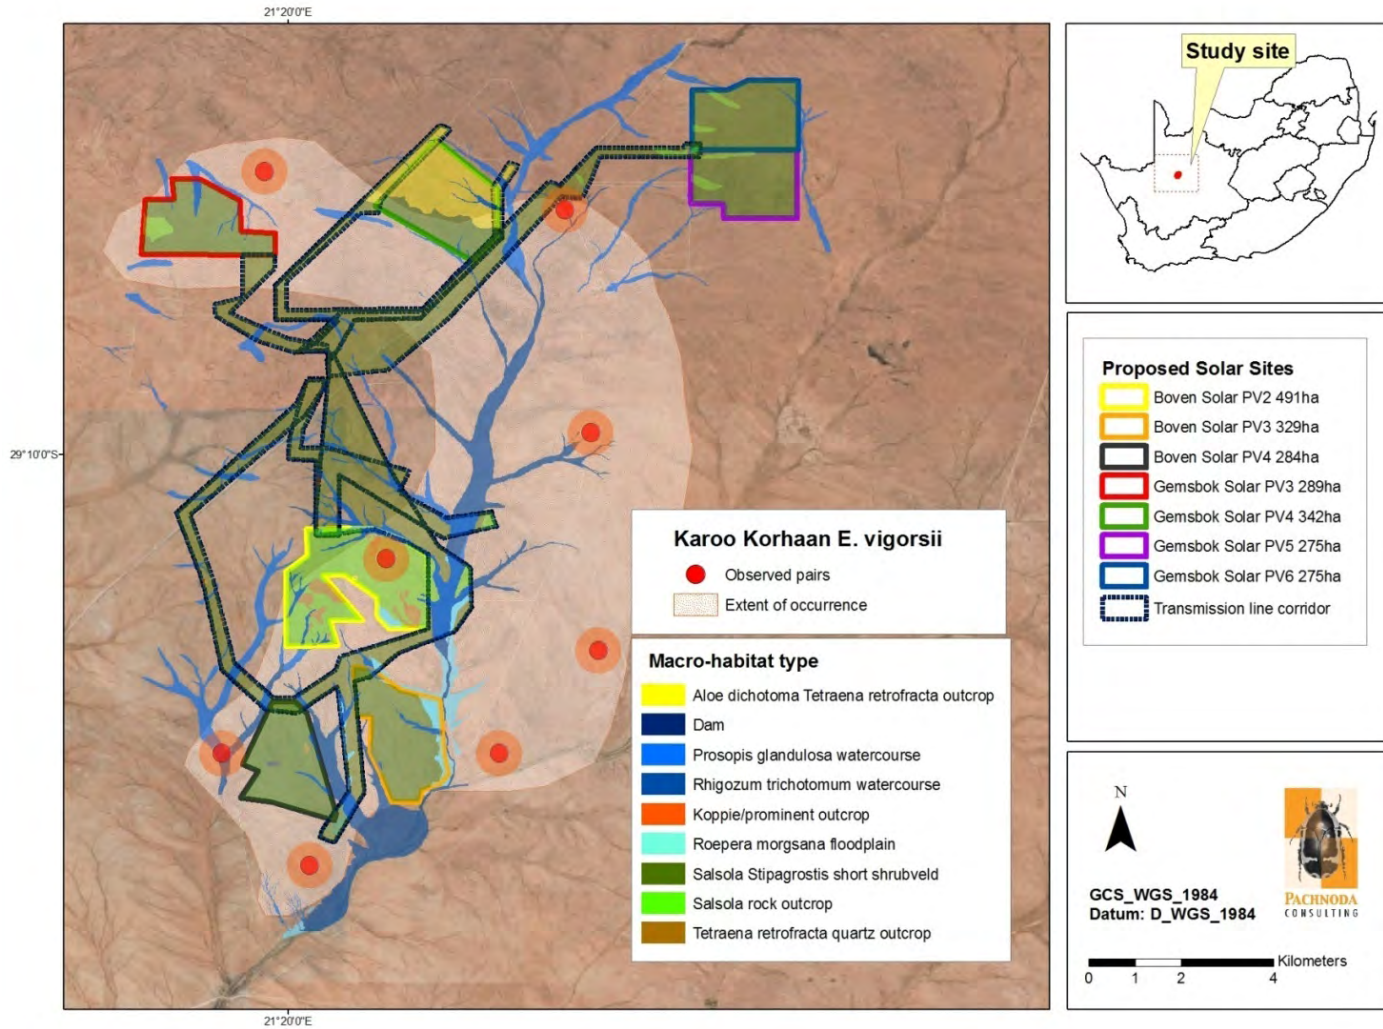 21°20'0"E
Study site
29°10'0"S
Proposed Solar Sites
Boven Solar PV2 491ha
Boven Solar PV3 329ha
Boven Solar PV4 284ha
Gemsbok Solar PV3 289ha
Gemsbok Solar PV4 342ha
Gemsbok Solar PV5 275ha
Gemsbok Solar PV6 275ha
Transmission line corridor
Karoo Korhaan E. vigorsii
Observed pairs
Extent of occurrence
Macro-habitat type
Aloe dichotoma Tetraena retrofracta outcrop
Dam
Prosopis glandulosa watercourse
Rhigozum trichotomum watercourse
Koppie/prominent outcrop
Roepera morgsana floodplain
Salsola Stipagrostis short shrubveld
Salsola rock outcrop
Tetraena retrofracta quartz outcrop
N
GCS_WGS_1984
Datum: D_WGS_1984
PACHNODA
CONSULTING
Kilometers
0 1 2 4
21°20'0"E